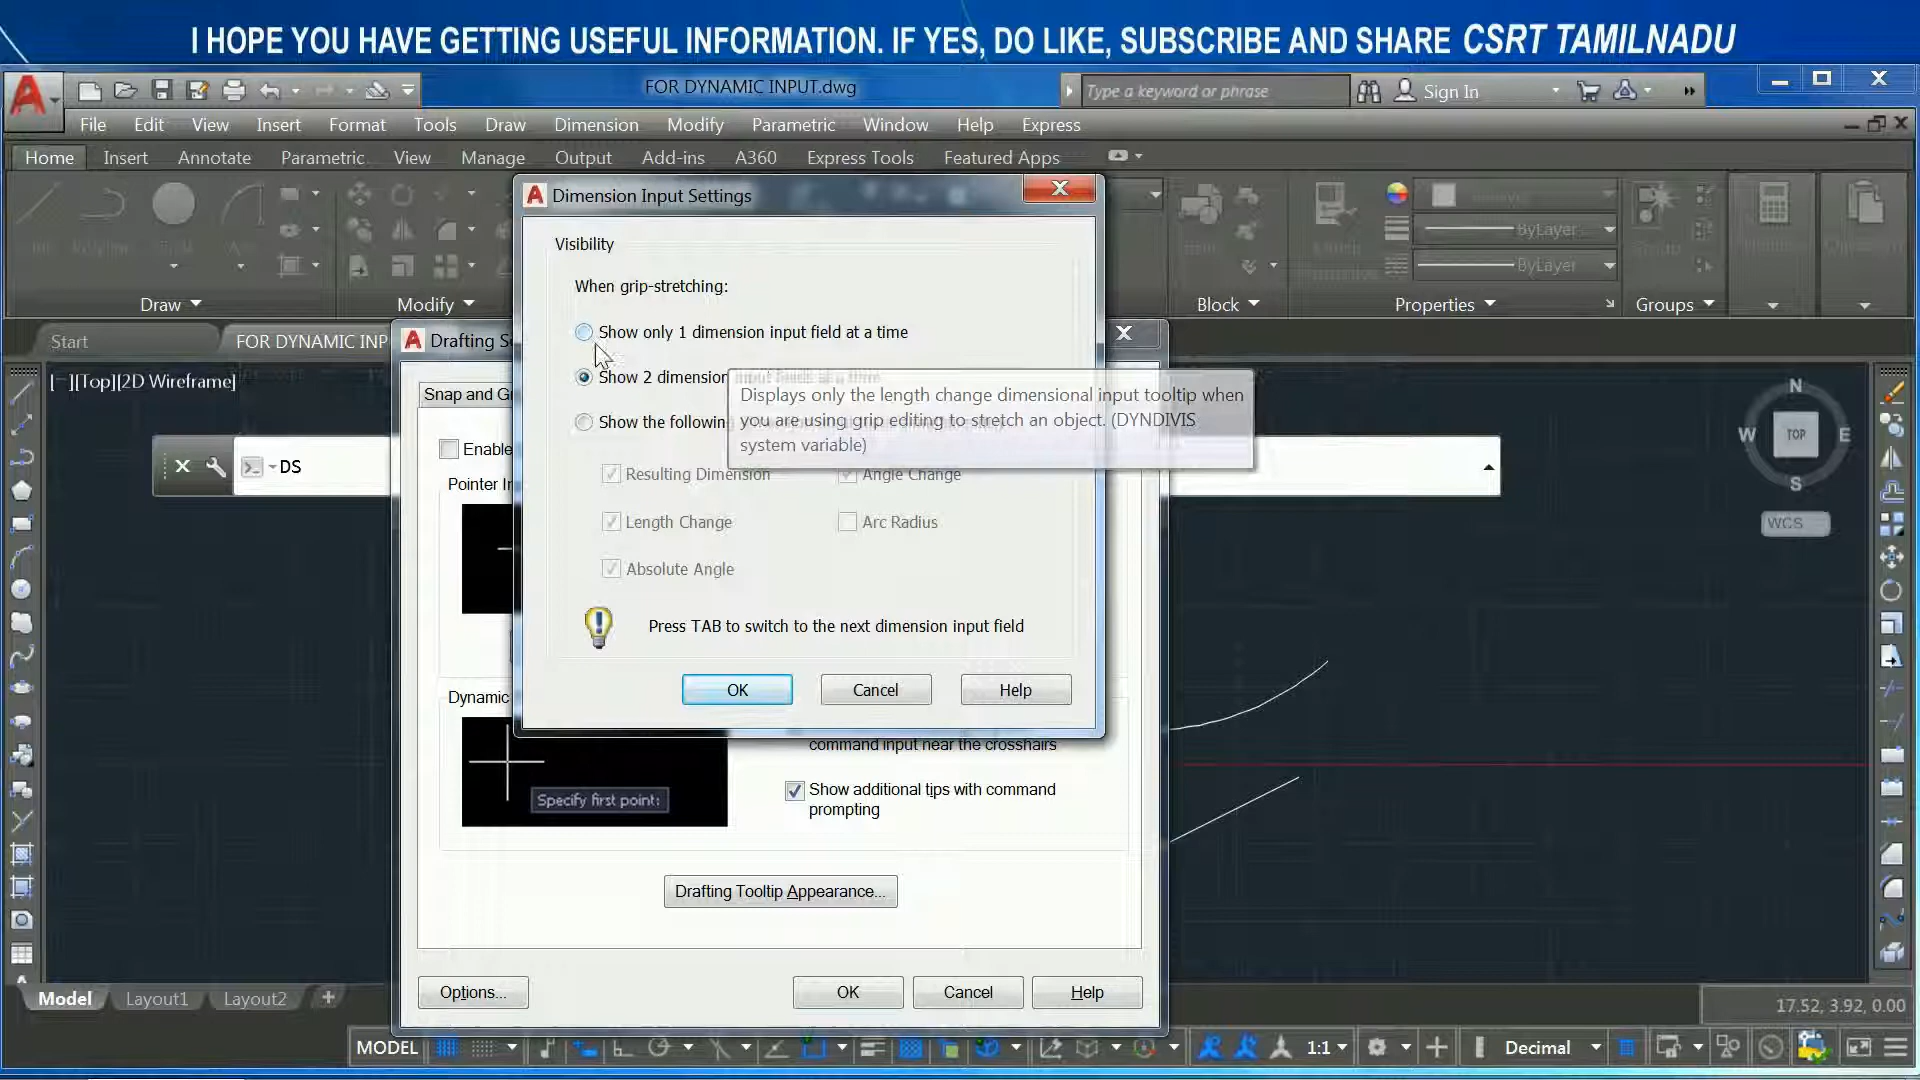 I HOPE YOU HAVE GETTING USEFUL INFORMATION. IF YES, DO LIKE, SUBSCRIBE AND SHARE CSRT TAMILNADU
FOR DYNAMIC INPUT.dwg
Type a keyword or phrase
Sign In
File Edit View Insert Format Tools Draw Dimension Modify Parametric Window Help Express
Home Insert Annotate Parametric View Manage Output Add-ins A360 Express Tools Featured Apps
Dimension Input Settings
Visibility
When grip-stretching:
Show only 1 dimension input field at a time
Show 2 dimension
Displays only the length change dimensional input tooltip when
you are using grip editing to stretch an object. (DYNDIVIS
system variable)
Show the following
Resulting Dimension
Angle Change
Length Change
Arc Radius
Absolute Angle
Press TAB to switch to the next dimension input field
OK Cancel Help
ByLayer
ByLayer
Draw Modify Block Properties Groups
Start
FOR DYNAMIC INP
Drafting S
[−][Top][2D Wireframe]
Snap and G
Enable
DS
Pointer I
Dynamic
command input near the crosshairs
Show additional tips with command
prompting
Specify first point:
Drafting Tooltip Appearance...
Options... OK Cancel Help
N
W TOP E
S
WCS
Model Layout1 Layout2 +
17.52, 3.92, 0.00
MODEL 1:1 Decimal